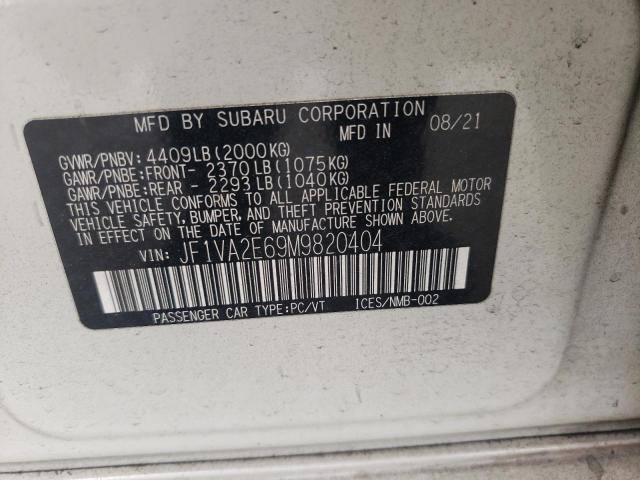 MFD BY SUBARU CORPORATION
MFD IN 08/21
GVWR/PNBV: 4409LB(2000KG)
GAWR/PNBE:FRONT- 2370LB(1075KG)
GAWR/PNBE:REAR - 2293LB(1040KG)
THIS VEHICLE CONFORMS TO ALL APPLICABLE FEDERAL MOTOR
VEHICLE SAFETY, BUMPER, AND THEFT PREVENTION STANDARDS
IN EFFECT ON THE DATE OF MANUFACTURE SHOWN ABOVE.
VIN: JF1VA2E69M9820404
PASSENGER CAR TYPE:PC/VT ICES/NMB-002